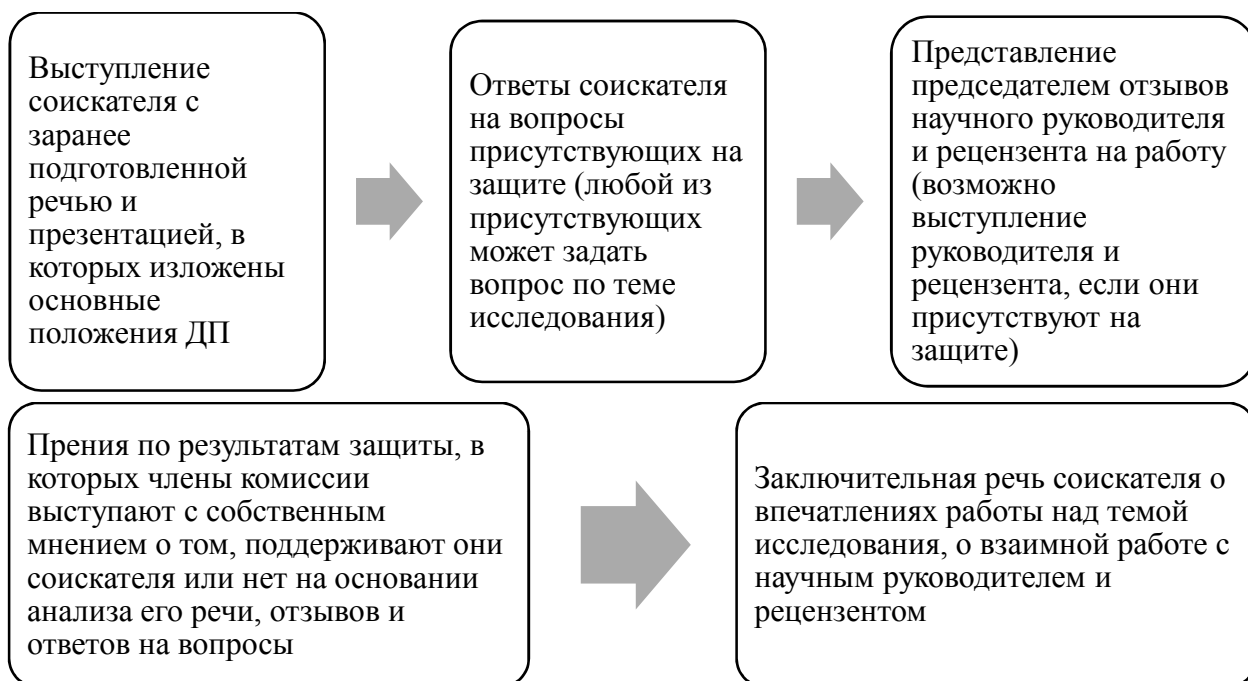 Выступление
соискателя с
заранее
подготовленной
речью и
презентацией, в
которых изложены
основные
положения ДП
Ответы соискателя
на вопросы
присутствующих на
защите (любой из
присутствующих
может задать
вопрос по теме
исследования)
Представление
председателем отзывов
научного руководителя
и рецензента на работу
(возможно
выступление
руководителя и
рецензента, если они
присутствуют на
защите)
Прения по результатам защиты, в
которых члены комиссии
выступают с собственным
мнением о том, поддерживают они
соискателя или нет на основании
анализа его речи, отзывов и
ответов на вопросы
Заключительная речь соискателя о
впечатлениях работы над темой
исследования, о взаимной работе с
научным руководителем и
рецензентом